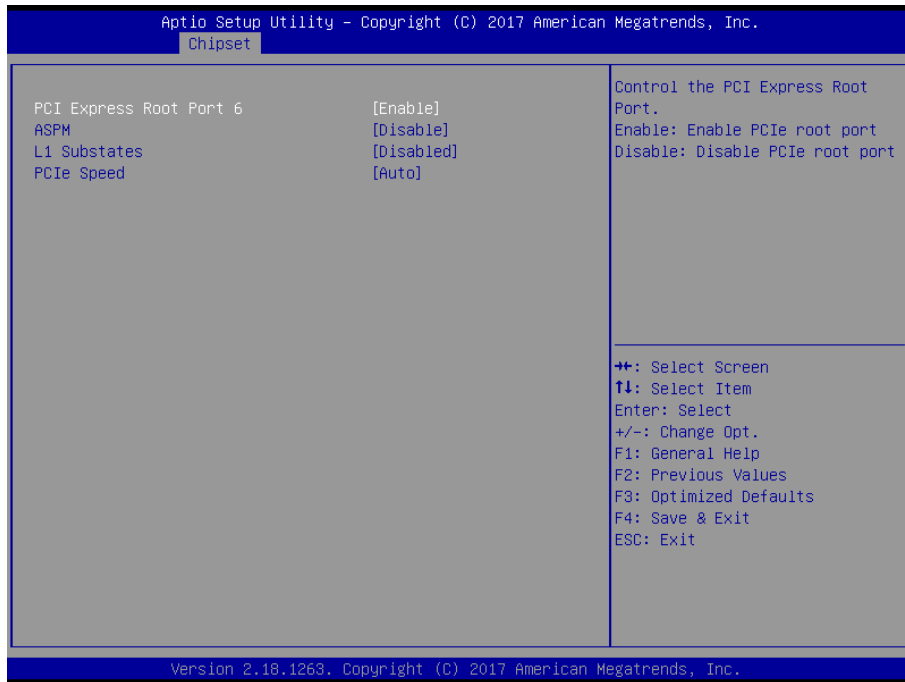 Aptio Setup Utility – Copyright (C) 2017 American Megatrends, Inc.
Chipset
PCI Express Root Port 6 [Enable]
ASPM [Disable]
L1 Substates [Disabled]
PCIe Speed [Auto]
Control the PCI Express Root
Port.
Enable: Enable PCIe root port
Disable: Disable PCIe root port
→←: Select Screen
↑↓: Select Item
Enter: Select
+/-: Change Opt.
F1: General Help
F2: Previous Values
F3: Optimized Defaults
F4: Save & Exit
ESC: Exit
Version 2.18.1263. Copyright (C) 2017 American Megatrends, Inc.